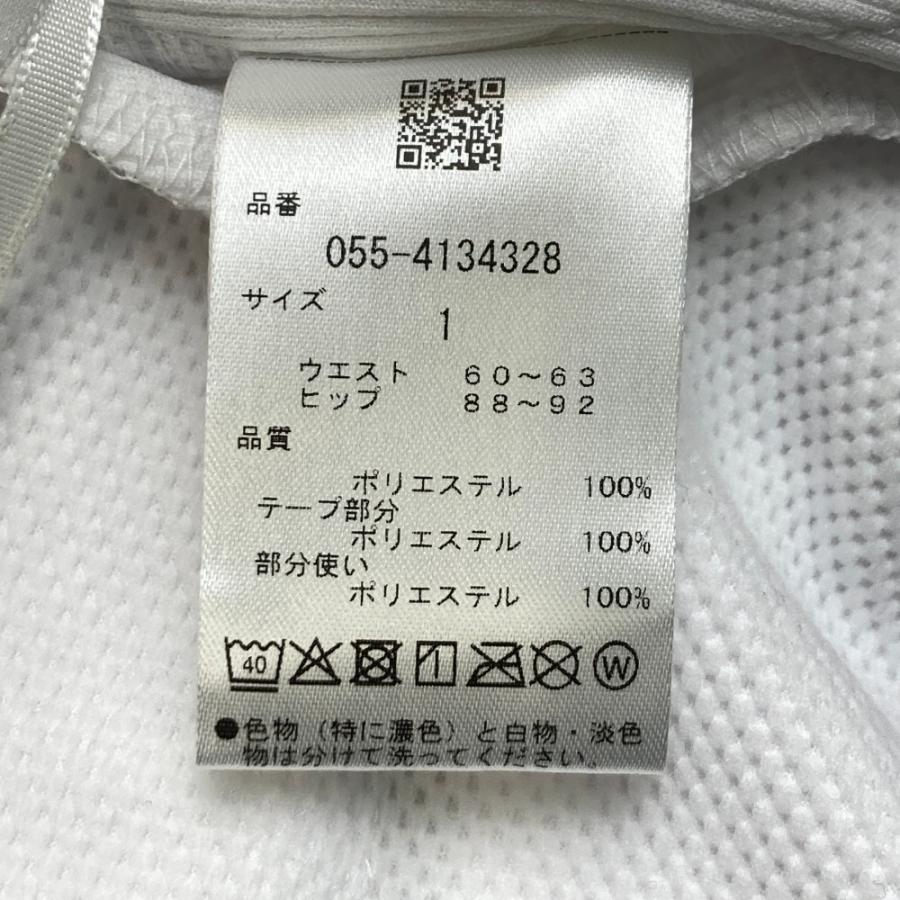 品番
055-4134328
サイズ
1
ウエスト 60～63
ヒップ 88～92
品質
ポリエステル 100%
テープ部分
ポリエステル 100%
部分使い
ポリエステル 100%
40
W
●色物（特に濃色）と白物・淡色
物は分けて洗ってください。